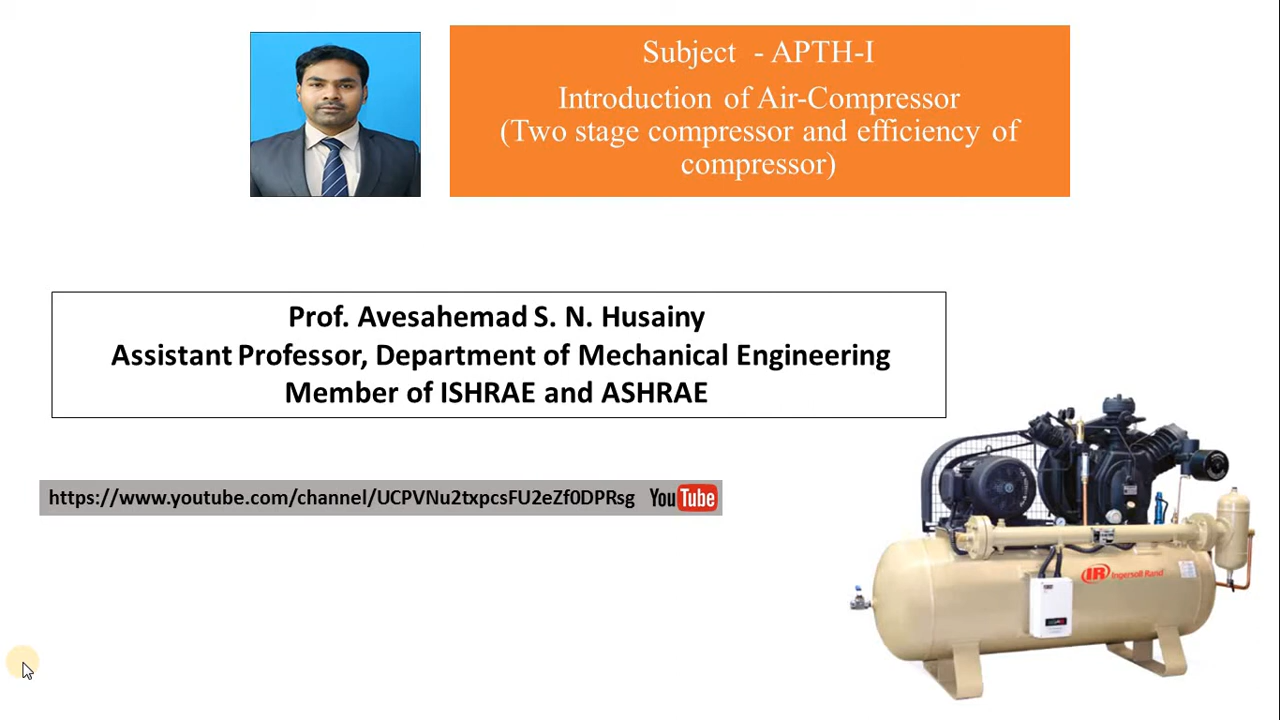 Subject - APTH-I
Introduction of Air-Compressor
(Two stage compressor and efficiency of
compressor)
Prof. Avesahemad S. N. Husainy
Assistant Professor, Department of Mechanical Engineering
Member of ISHRAE and ASHRAE
https://www.youtube.com/channel/UCPVNu2txpcsFU2eZf0DPRsg YouTube
IR Ingersoll Rand